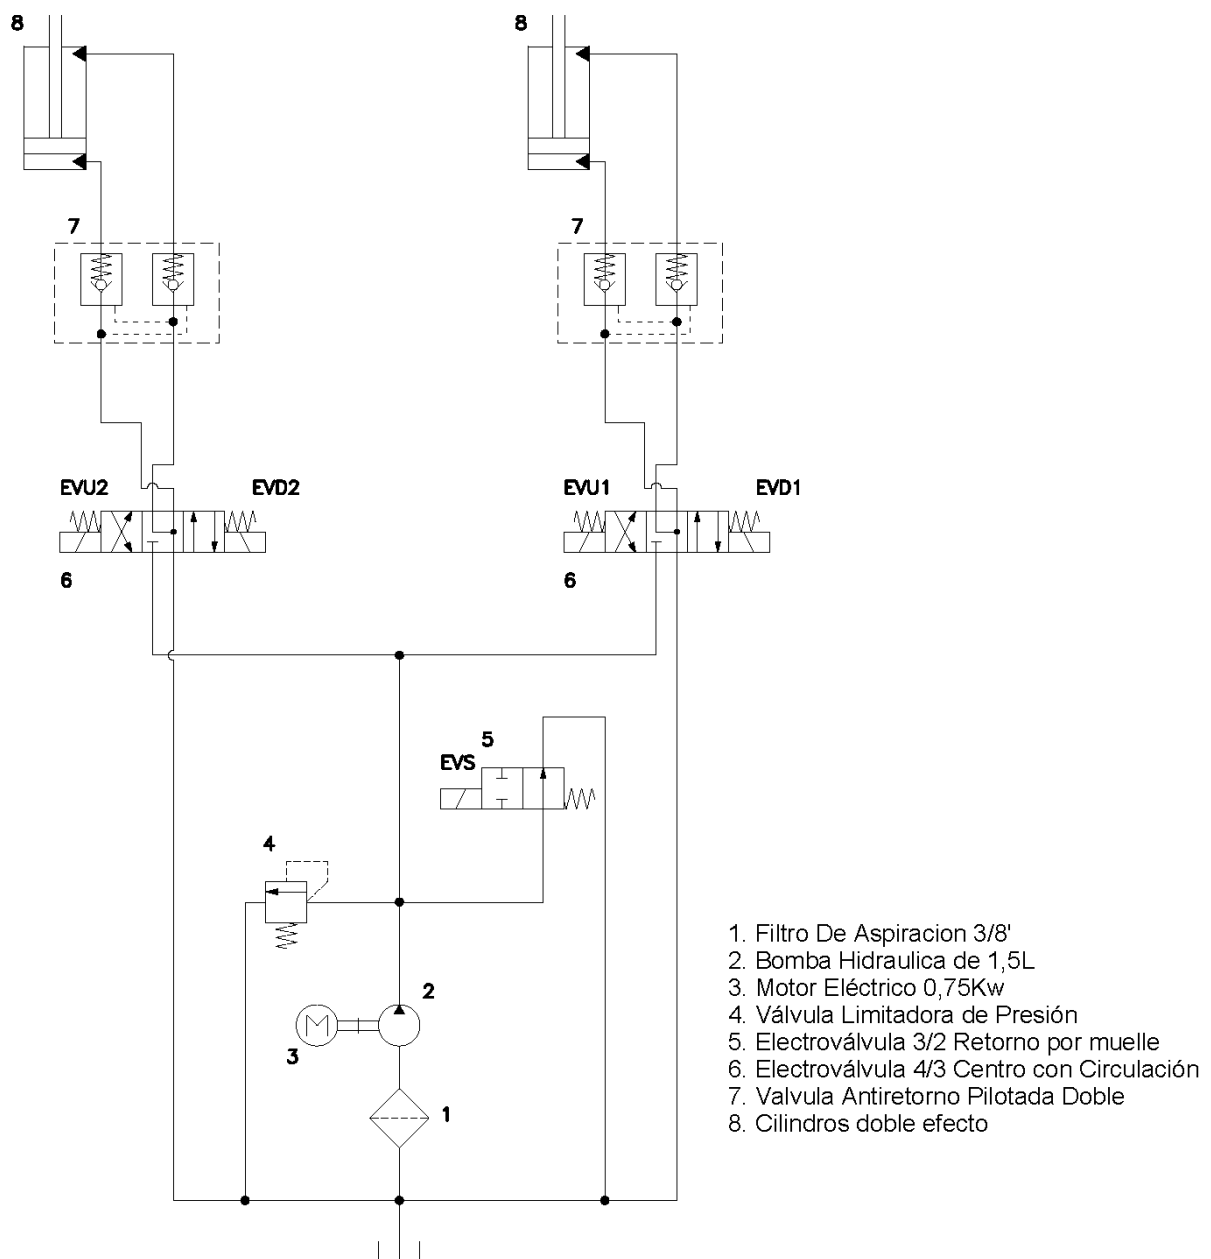 8
8
7
7
EVU2
EVD2
EVU1
EVD1
6
6
5
EVS
4
2
M
3
1
1. Filtro De Aspiracion 3/8'
2. Bomba Hidraulica de 1,5L
3. Motor Eléctrico 0,75Kw
4. Válvula Limitadora de Presión
5. Electroválvula 3/2 Retorno por muelle
6. Electroválvula 4/3 Centro con Circulación
7. Valvula Antiretorno Pilotada Doble
8. Cilindros doble efecto